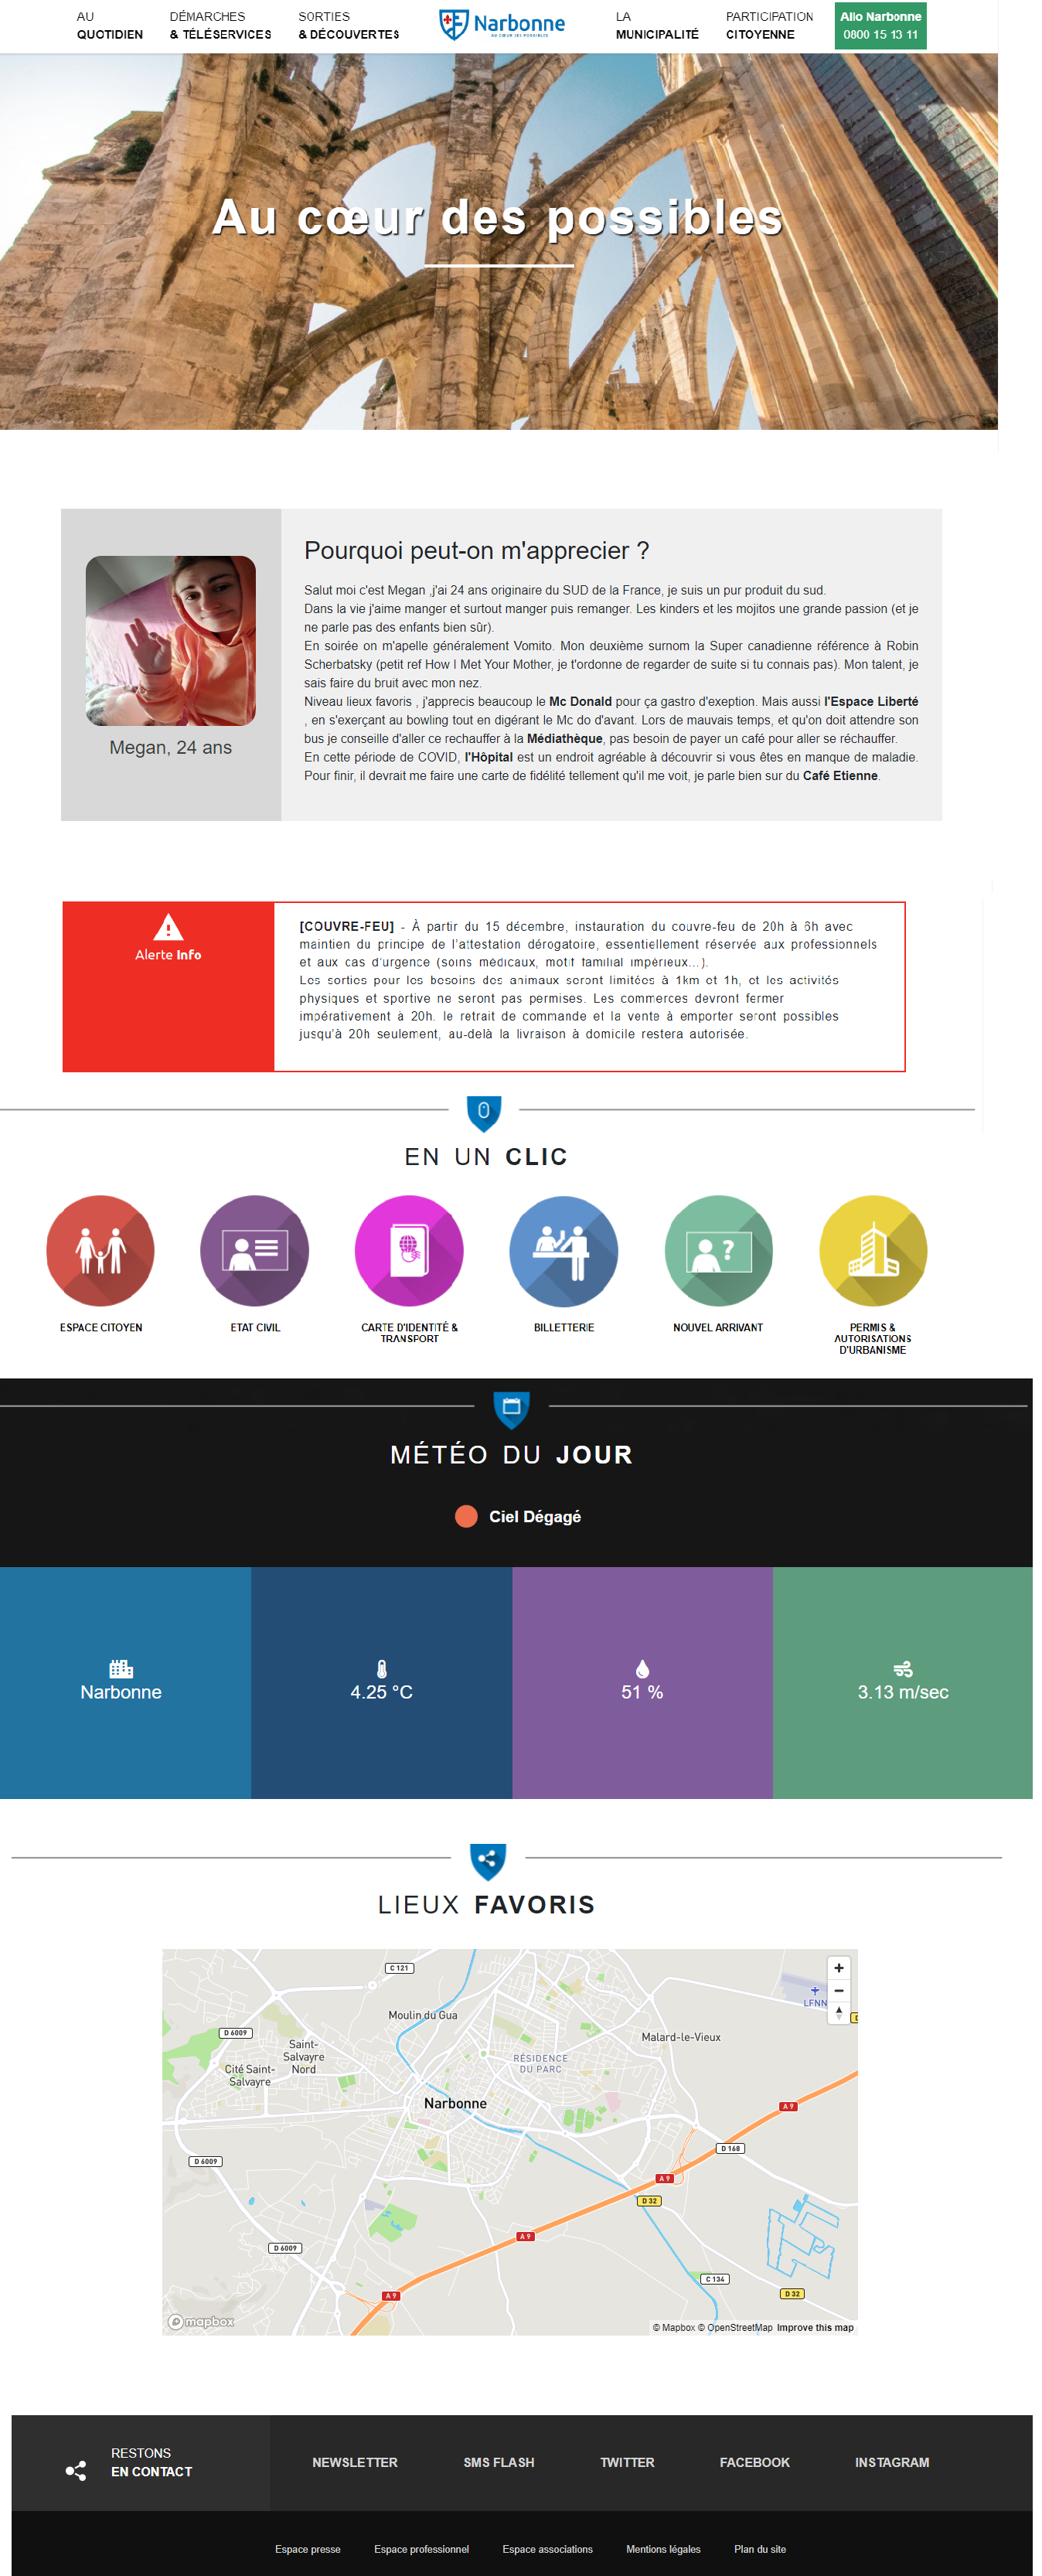 AU
QUOTIDIEN
DÉMARCHES
& TÉLÉSERVICES
SORTIES
& DÉCOUVERTES
Narbonne
AU CŒUR DES POSSIBLES
LA
MUNICIPALITÉ
PARTICIPATION
CITOYENNE
Allo Narbonne
0800 15 13 11
Au cœur des possibles
Megan, 24 ans
Pourquoi peut-on m'apprecier ?
Salut moi c'est Megan ,j'ai 24 ans originaire du SUD de la France, je suis un pur produit du sud.
Dans la vie j'aime manger et surtout manger puis remanger. Les kinders et les mojitos une grande passion (et je
ne parle pas des enfants bien sûr).
En soirée on m'apelle généralement Vomito. Mon deuxième surnom la Super canadienne référence à Robin
Scherbatsky (petit ref How I Met Your Mother, je t'ordonne de regarder de suite si tu connais pas). Mon talent, je
sais faire du bruit avec mon nez.
Niveau lieux favoris , j'apprecis beaucoup le Mc Donald pour ça gastro d'exeption. Mais aussi l'Espace Liberté
, en s'exerçant au bowling tout en digérant le Mc do d'avant. Lors de mauvais temps, et qu'on doit attendre son
bus je conseille d'aller ce rechauffer à la Médiathèque, pas besoin de payer un café pour aller se réchauffer.
En cette période de COVID, l'Hôpital est un endroit agréable à découvrir si vous êtes en manque de maladie.
Pour finir, il devrait me faire une carte de fidélité tellement qu'il me voit, je parle bien sur du Café Etienne.
Alerte Info
[COUVRE-FEU] - À partir du 15 décembre, instauration du couvre-feu de 20h à 6h avec
maintien du principe de l'attestation dérogatoire, essentiellement réservée aux professionnels
et aux cas d'urgence (soins médicaux, motif familial impérieux...).
Les sorties pour les besoins des animaux seront limitées à 1km et 1h, et les activités
physiques et sportive ne seront pas permises. Les commerces devront fermer
impérativement à 20h. le retrait de commande et la vente à emporter seront possibles
jusqu'à 20h seulement, au-delà la livraison à domicile restera autorisée.
EN UN CLIC
ESPACE CITOYEN
ETAT CIVIL
CARTE D'IDENTITÉ &
TRANSPORT
BILLETTERIE
NOUVEL ARRIVANT
PERMIS &
AUTORISATIONS
D'URBANISME
MÉTÉO DU JOUR
Ciel Dégagé
Narbonne
4.25 °C
51 %
3.13 m/sec
LIEUX FAVORIS
C 121
Moulin du Gua
LFNN
D 6009
Malard-le-Vieux
Saint-
Salvayre
Nord
RÉSIDENCE
DU PARC
Cité Saint-
Salvayre
Narbonne
A 9
D 168
D 6009
A 9
D 32
A 9
D 6009
C 134
D 32
A 9
mapbox
© Mapbox © OpenStreetMap Improve this map
RESTONS
EN CONTACT
NEWSLETTER
SMS FLASH
TWITTER
FACEBOOK
INSTAGRAM
Espace presse
Espace professionnel
Espace associations
Mentions légales
Plan du site